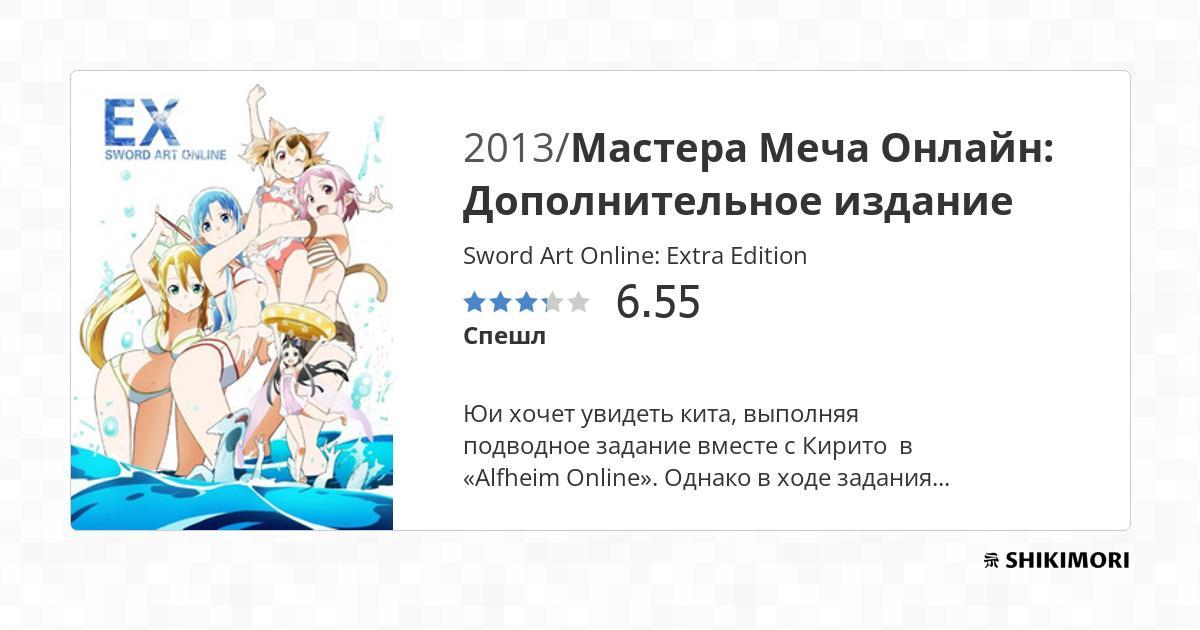 EX
SWORD ART ONLINE
2013/Мастера Меча Онлайн:
Дополнительное издание
Sword Art Online: Extra Edition
6.55
Спешл
Юи хочет увидеть кита, выполняя
подводное задание вместе с Кирито в
«Alfheim Online». Однако в ходе задания...
SHIKIMORI